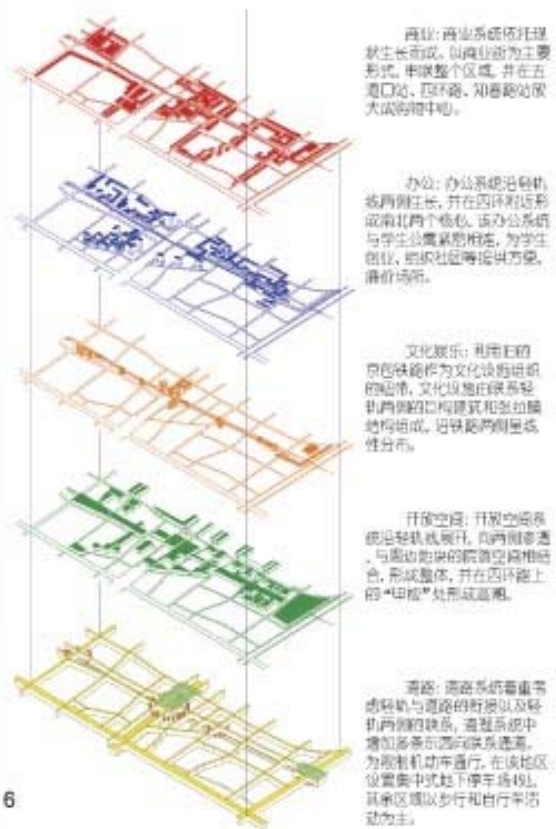 商业：商业系统依托现
状生长而成，以商业街为主要
形式，串联整个区域，并在五
道口站、四环路、知春路站放
大成购物中心。
办公：办公系统沿轻轨
线两侧生长，并在四环附近形
成南北两个核心，该办公系统
与学生公寓紧密相连，为学生
创业、组织社团等提供方便、
廉价场所。
文化娱乐：利用旧的
京包铁路作为文化设施组织
的纽带，文化设施由联系轻
轨两侧的巨构建筑和张拉膜
结构组成，沿铁路两侧呈线
性分布。
开放空间：开放空间系
统沿轻轨线展开，向两侧渗透
，与周边地块的院落空间相结
合，形成整体，并在四环路上
的“甲板”处形成高潮。
道路：道路系统着重考
虑轻轨与道路的衔接以及轻
轨两侧的联系，道路系统中
增加多条东西向联系通道。
为限制机动车通行，在该地区
设置集中式地下停车场4处，
其余区域以步行和自行车活
动为主。
6